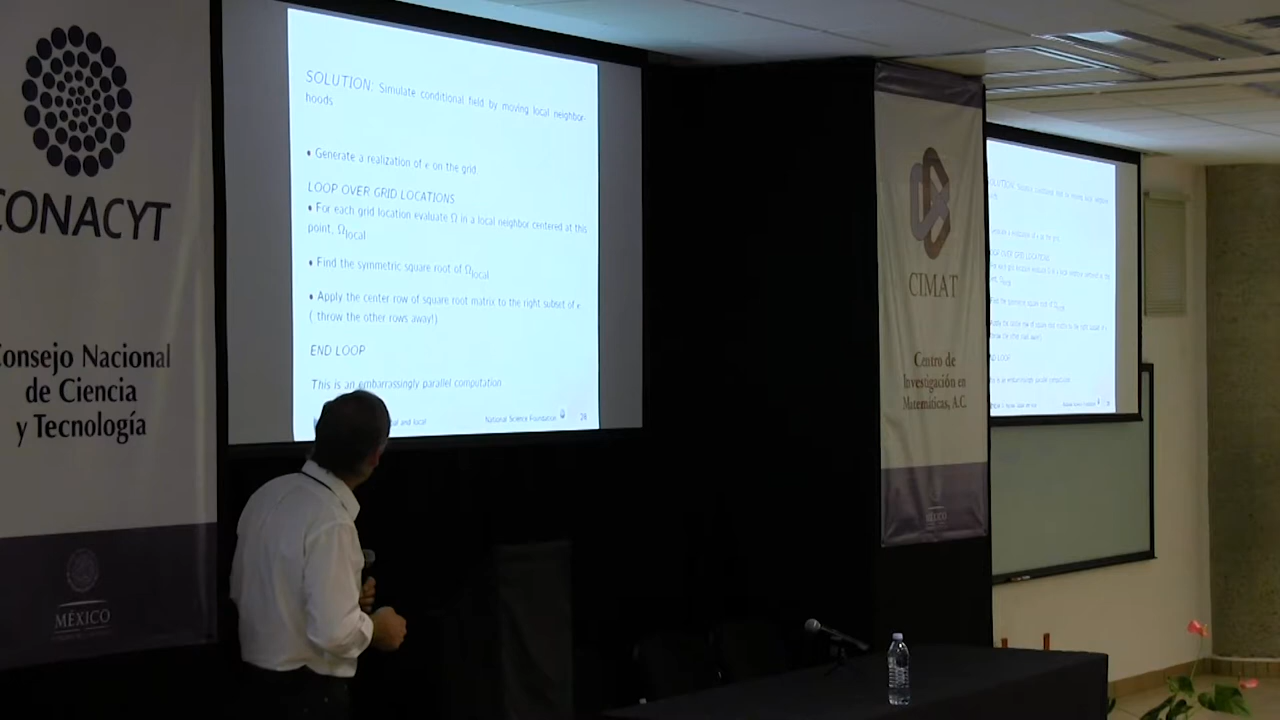 CONACYT
Consejo Nacional
de Ciencia
y Tecnología
MÉXICO
SOLUTION: Simulate conditional field by moving local neighbor-
hoods
• Generate a realization of ϵ on the grid
LOOP OVER GRID LOCATIONS
• For each grid location evaluate Ω in a local neighbor centered at this
point, Ωlocal
• Find the symmetric square root of Ωlocal
• Apply the center row of square root matrix to the right subset of ϵ
( throw the other rows away!)
END LOOP
This is an embarrassingly parallel computation
and local
National Science Foundation 26
CIMAT
Centro de
Investigación en
Matemáticas, A.C.
MÉXICO